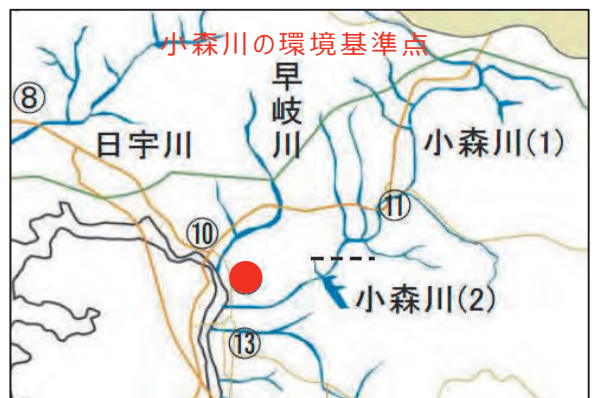 小森川の環境基準点
早岐川
⑧
日宇川
小森川(1)
⑪
⑩
小森川(2)
⑬